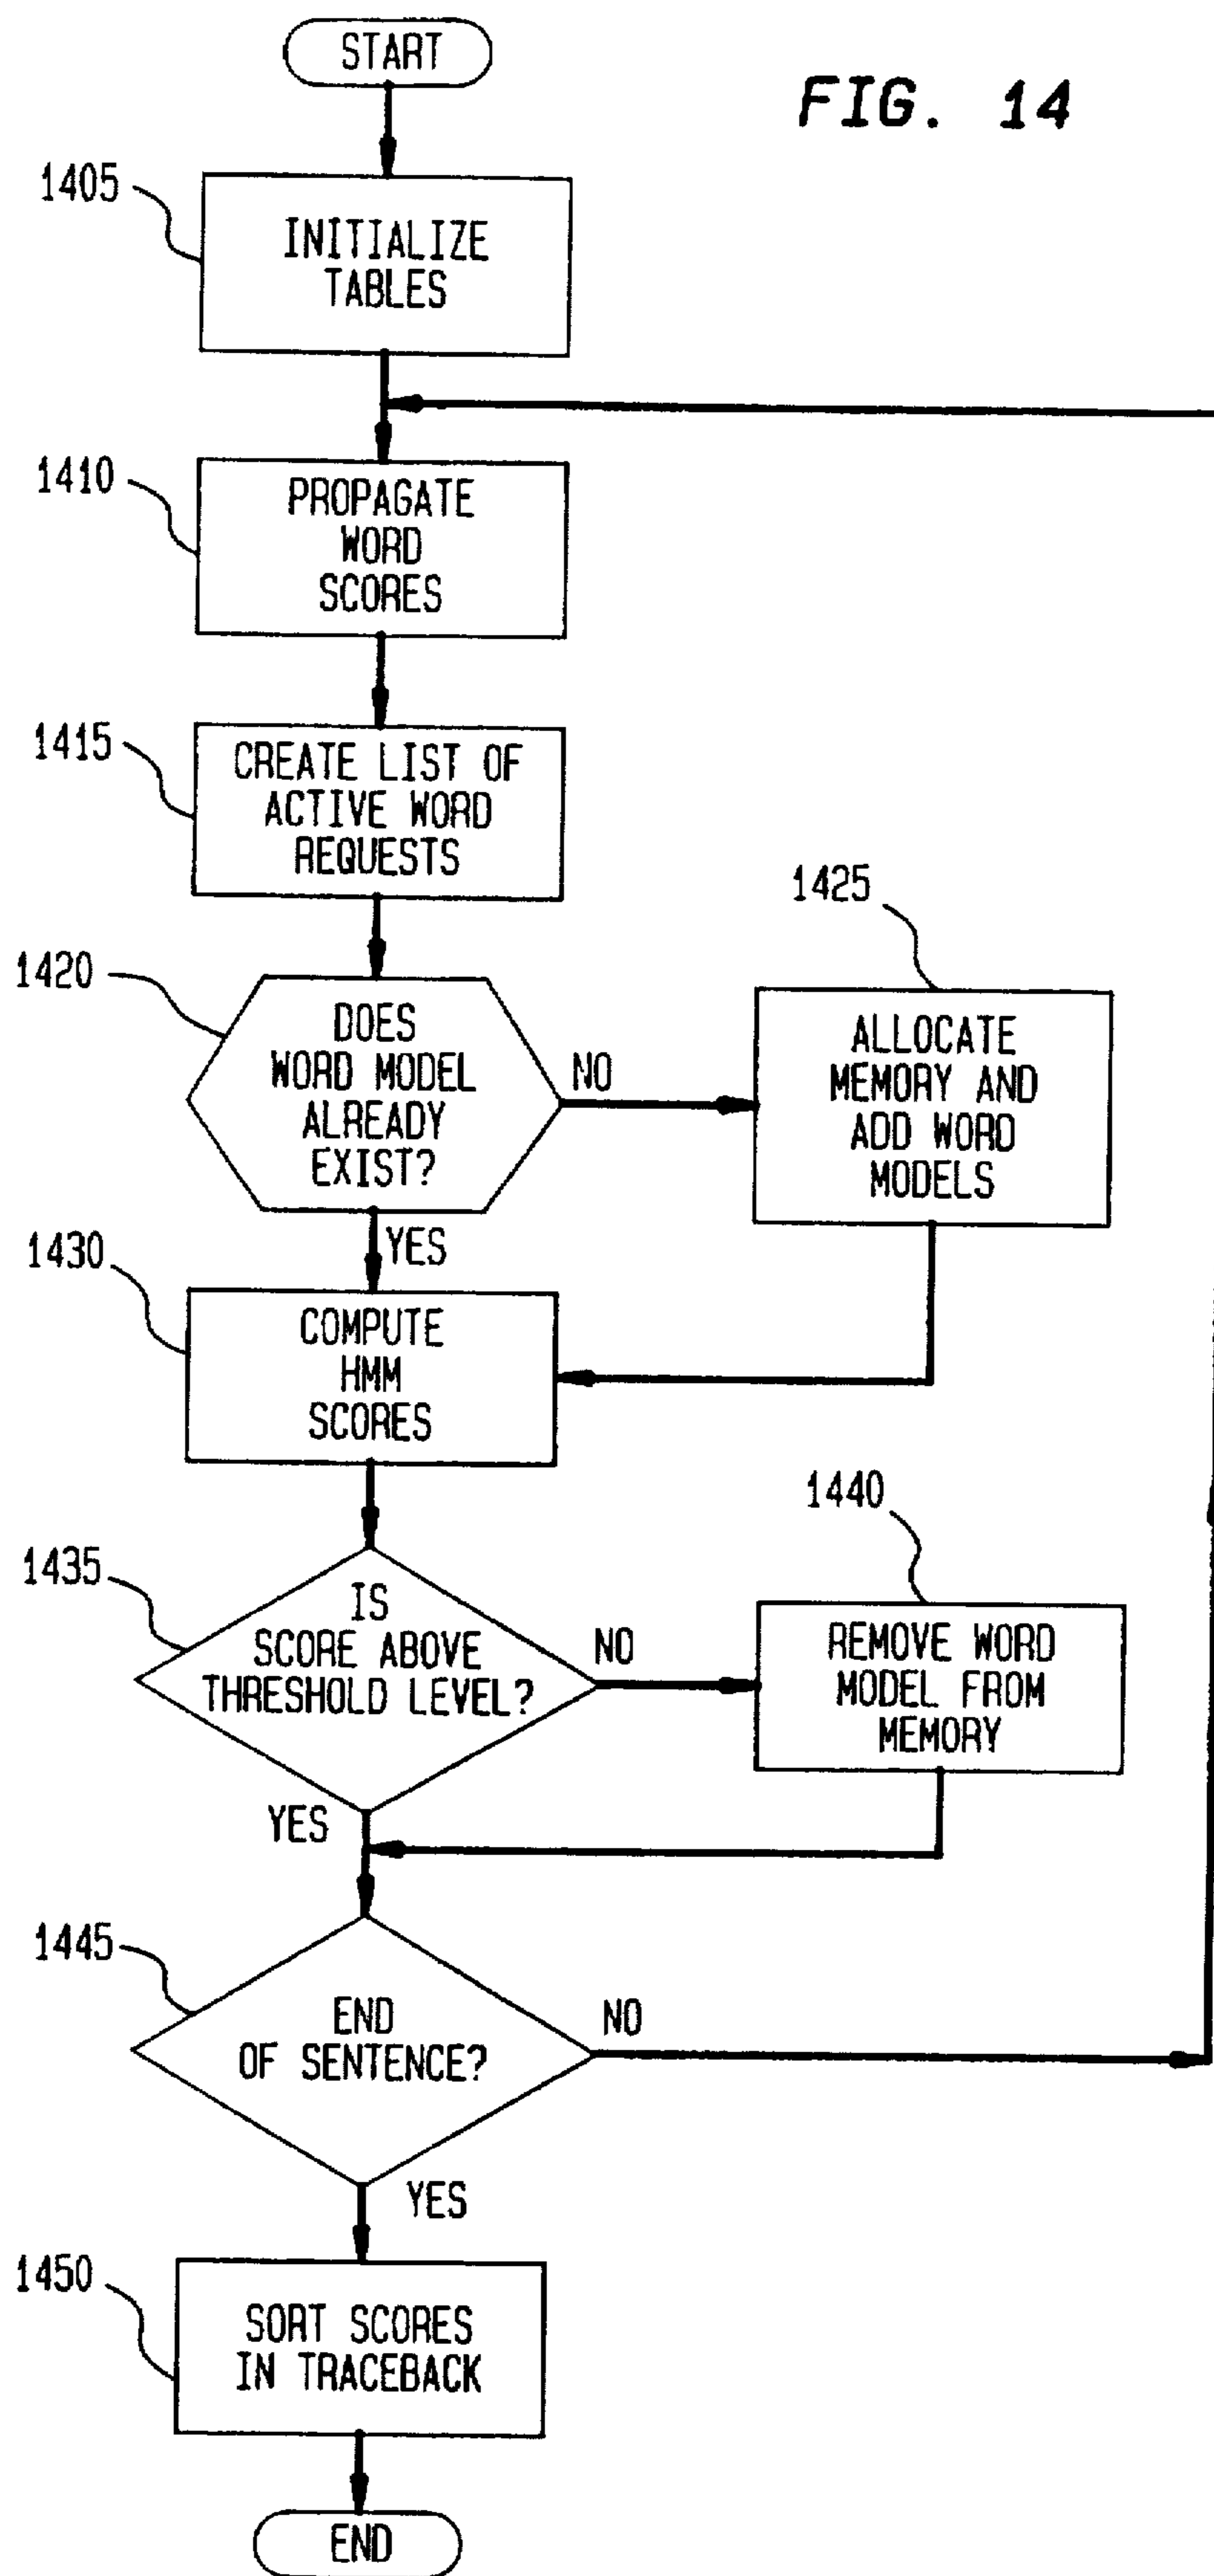 START
FIG. 14
1405
INITIALIZE
TABLES
1410
PROPAGATE
WORD
SCORES
1415
CREATE LIST OF
ACTIVE WORD
REQUESTS
1420
DOES
WORD MODEL
ALREADY
EXIST?
NO
1425
ALLOCATE
MEMORY AND
ADD WORD
MODELS
YES
1430
COMPUTE
HMM
SCORES
1435
IS
SCORE ABOVE
THRESHOLD LEVEL?
NO
1440
REMOVE WORD
MODEL FROM
MEMORY
YES
1445
END
OF SENTENCE?
NO
YES
1450
SORT SCORES
IN TRACEBACK
END